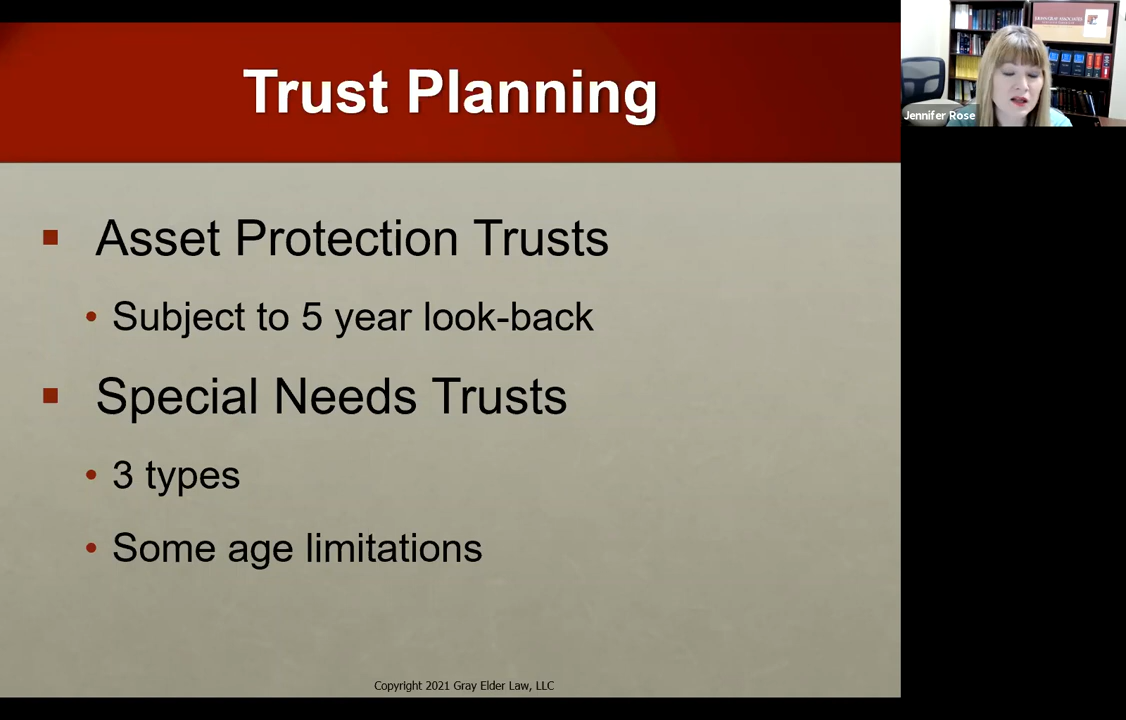 Trust Planning
Asset Protection Trusts
Subject to 5 year look-back
Special Needs Trusts
3 types
Some age limitations
Copyright 2021 Gray Elder Law, LLC
Jennifer Rose